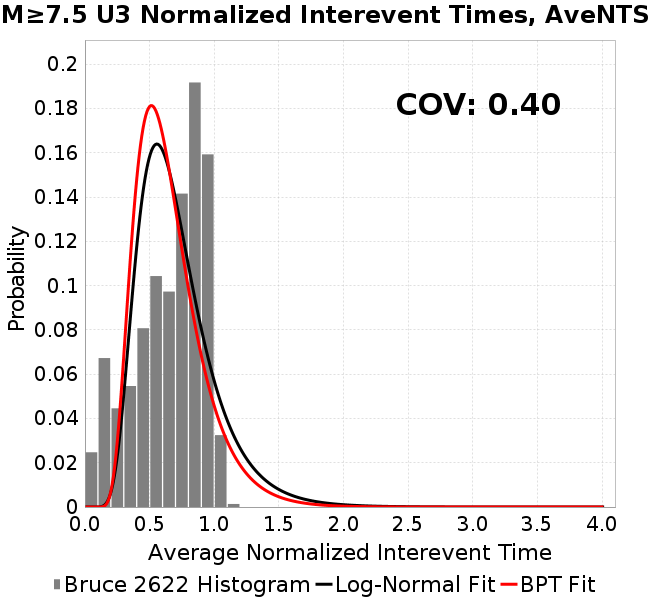 M≥7.5 U3 Normalized Interevent Times, AveNTS
COV: 0.40
0.2
0.18
0.16
0.14
0.12
0.1
0.08
0.06
0.04
0.02
0
Probability
0.0 0.5 1.0 1.5 2.0 2.5 3.0 3.5 4.0
Average Normalized Interevent Time
Bruce 2622 Histogram Log-Normal Fit BPT Fit